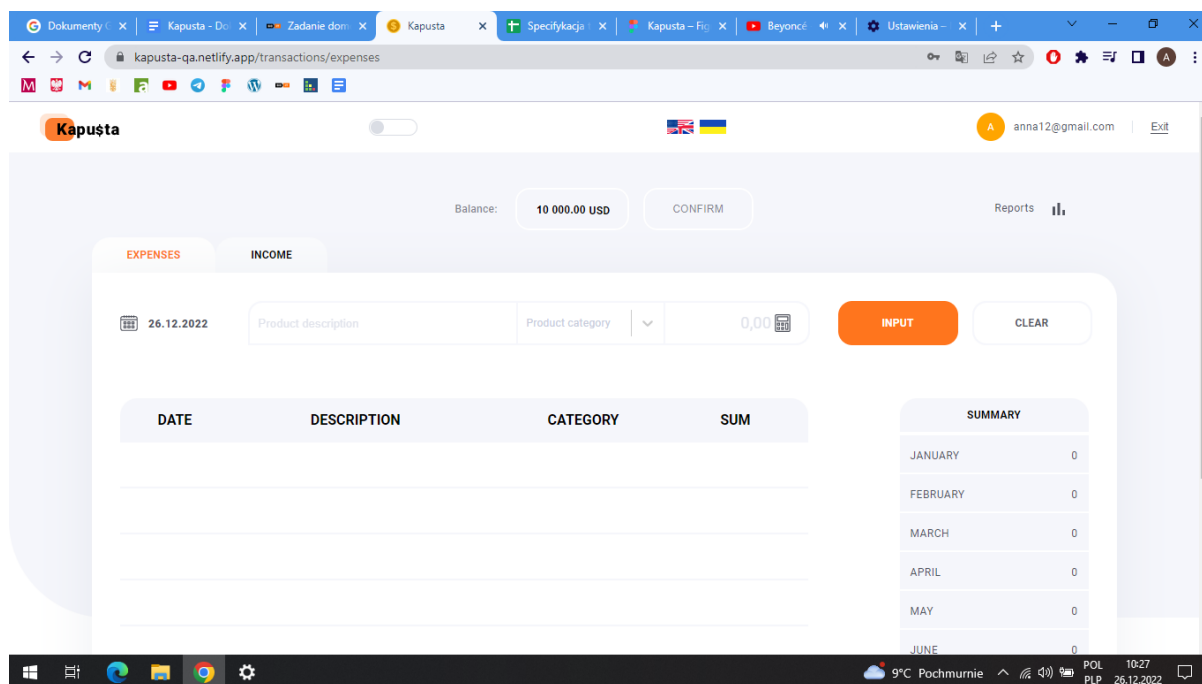 Dokumenty G
Kapusta - Do
Zadanie dom
Kapusta
Specyfikacja
Kapusta – Fig
Beyoncé
Ustawienia –
kapusta-qa.netlify.app/transactions/expenses
A
Kapu$ta
A
anna12@gmail.com
Exit
Balance:
10 000.00 USD
CONFIRM
Reports
EXPENSES
INCOME
26.12.2022
Product description
Product category
0,00
INPUT
CLEAR
DATE DESCRIPTION CATEGORY SUM
SUMMARY
JANUARY 0
FEBRUARY 0
MARCH 0
APRIL 0
MAY 0
JUNE 0
9°C Pochmurnie
POL
PLP
10:27
26.12.2022